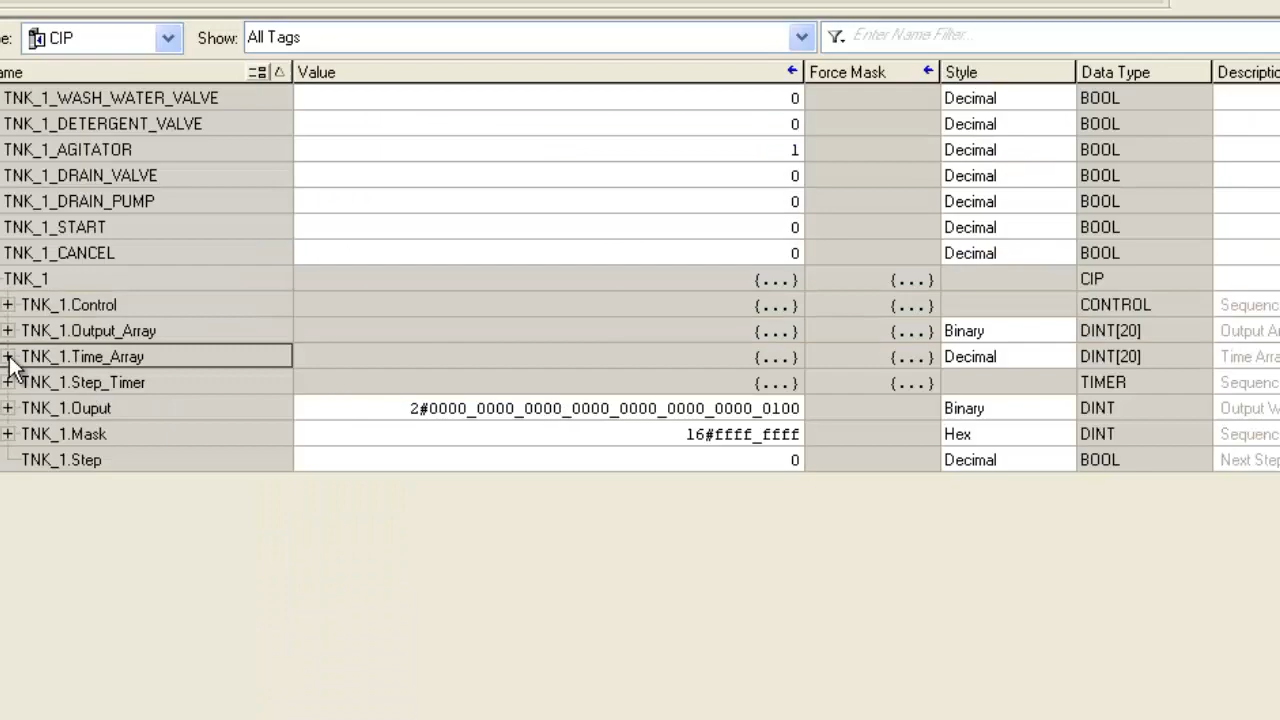 e: CIP Show: All Tags Enter Name Filter...
ame Value Force Mask Style Data Type Descriptio
TNK_1_WASH_WATER_VALVE 0 Decimal BOOL
TNK_1_DETERGENT_VALVE 0 Decimal BOOL
TNK_1_AGITATOR 1 Decimal BOOL
TNK_1_DRAIN_VALVE 0 Decimal BOOL
TNK_1_DRAIN_PUMP 0 Decimal BOOL
TNK_1_START 0 Decimal BOOL
TNK_1_CANCEL 0 Decimal BOOL
TNK_1 {...} {...} CIP
TNK_1.Control {...} {...} CONTROL Sequenc
TNK_1.Output_Array {...} {...} Binary DINT[20] Output Ar
TNK_1.Time_Array {...} {...} Decimal DINT[20] Time Arra
TNK_1.Step_Timer {...} {...} TIMER Sequenc
TNK_1.Ouput 2#0000_0000_0000_0000_0000_0000_0000_0100 Binary DINT Output W
TNK_1.Mask 16#ffff_ffff Hex DINT Sequenc
TNK_1.Step 0 Decimal BOOL Next Step